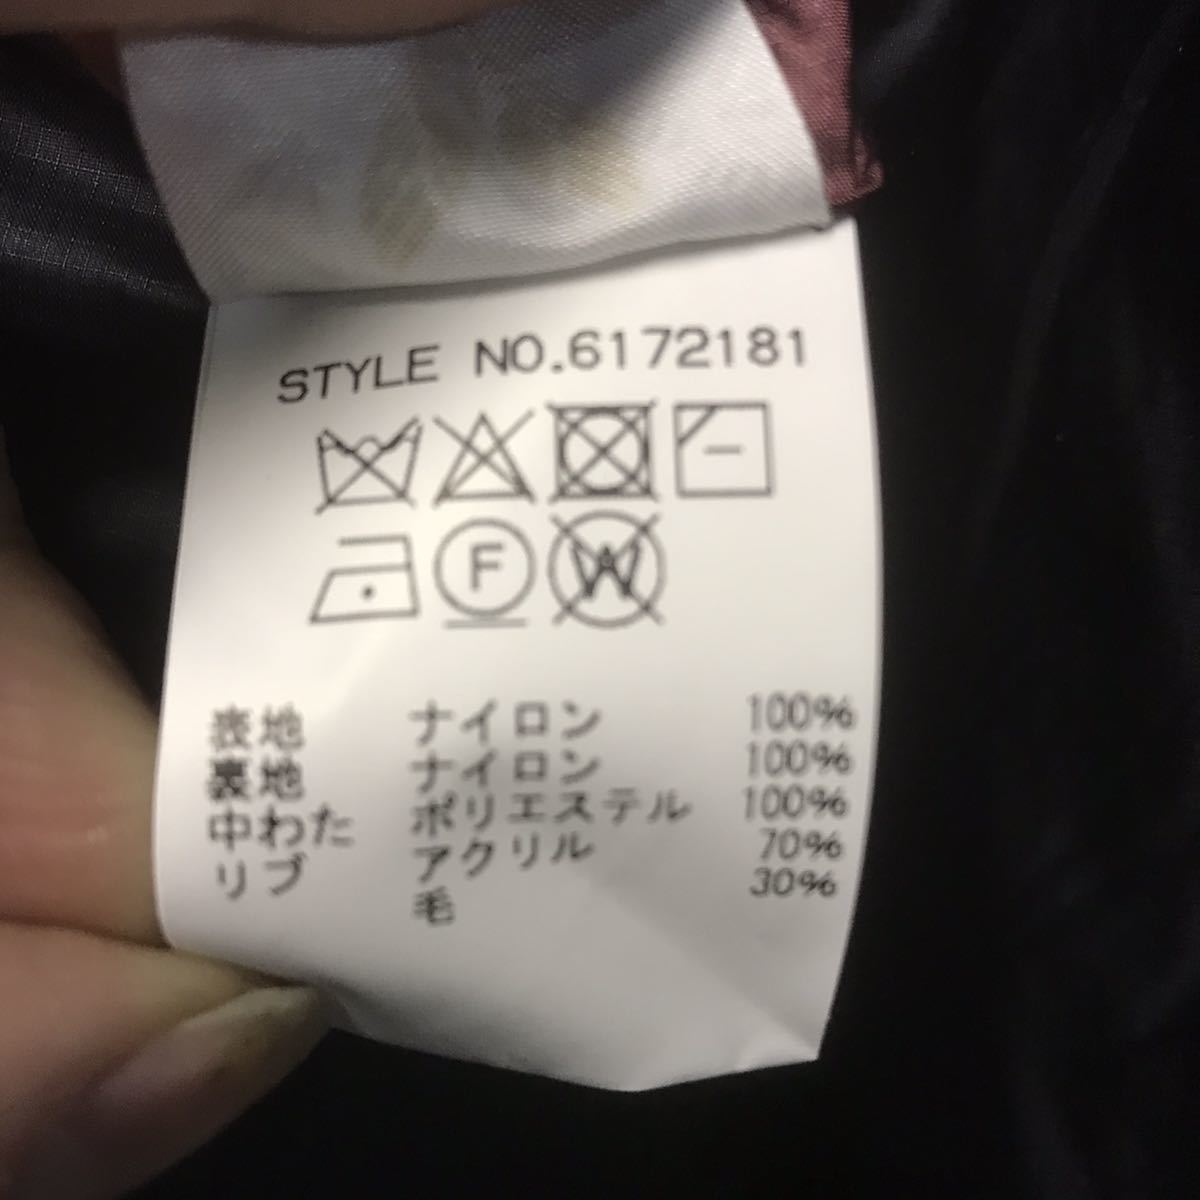 STYLE NO.6172181
F W
表地 ナイロン 100%
裏地 ナイロン 100%
中わた ポリエステル 100%
リブ アクリル 70%
毛 30%